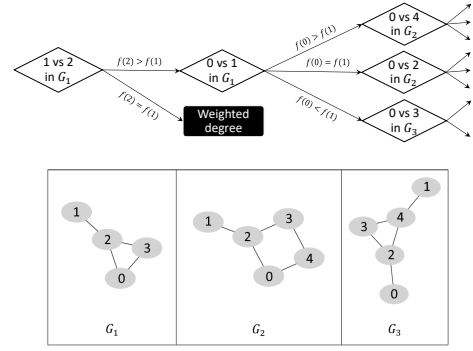 1 vs 2
in G₁
f(2) > f(1)
f(2) = f(1)
0 vs 1
in G₁
Weighted
degree
f(0) > f(1)
f(0) = f(1)
f(0) < f(1)
0 vs 4
in G₂
0 vs 2
in G₂
0 vs 3
in G₃
1
2
3
0
G₁
1
2
3
4
0
G₂
1
4
3
2
0
G₃